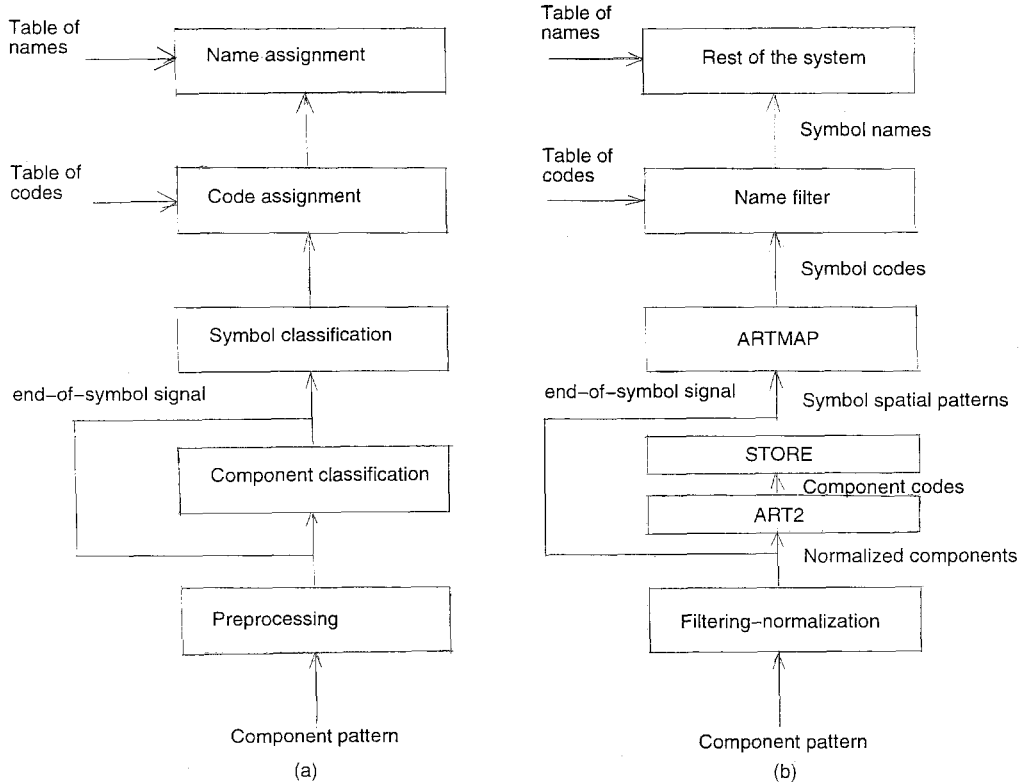 Table of
names
Name assignment
Table of
codes
Code assignment
Symbol classification
end–of–symbol signal
Component classification
Preprocessing
Component pattern
(a)
Table of
names
Rest of the system
Symbol names
Table of
codes
Name filter
Symbol codes
ARTMAP
end–of–symbol signal
Symbol spatial patterns
STORE
Component codes
ART2
Normalized components
Filtering–normalization
Component pattern
(b)